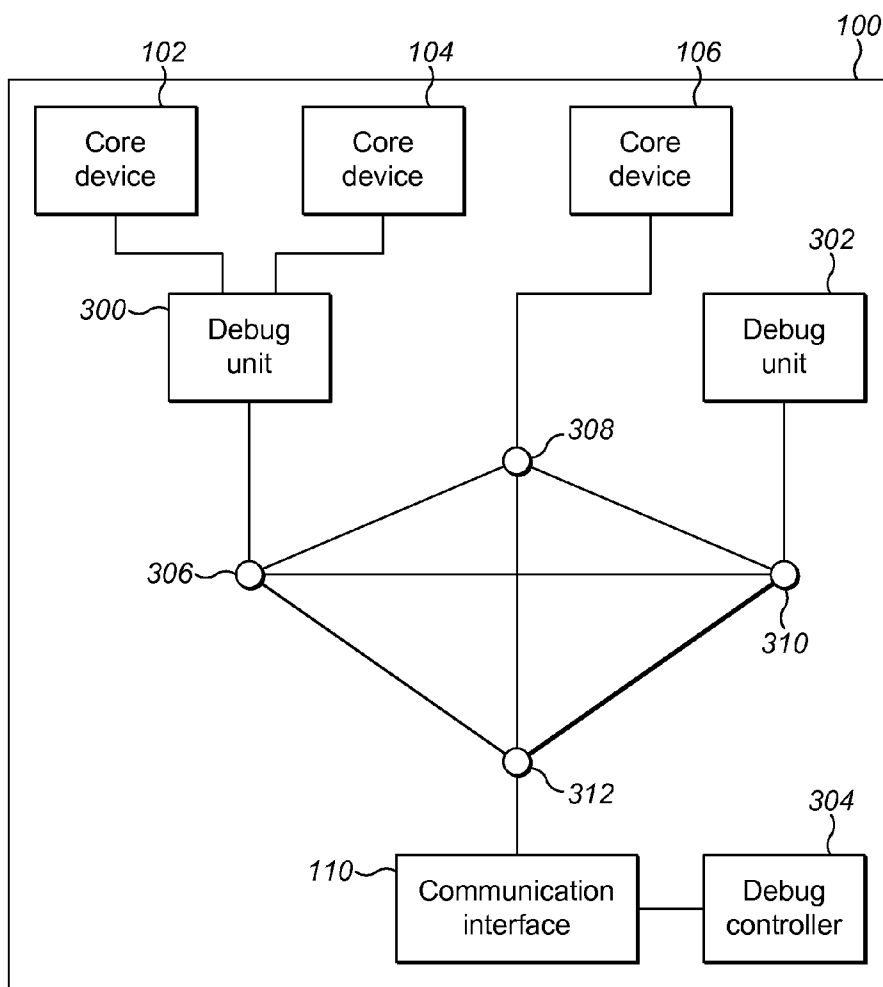 100
102
104
106
Core
device
Core
device
Core
device
300
302
Debug
unit
Debug
unit
308
306
310
312
304
110
Communication
interface
Debug
controller